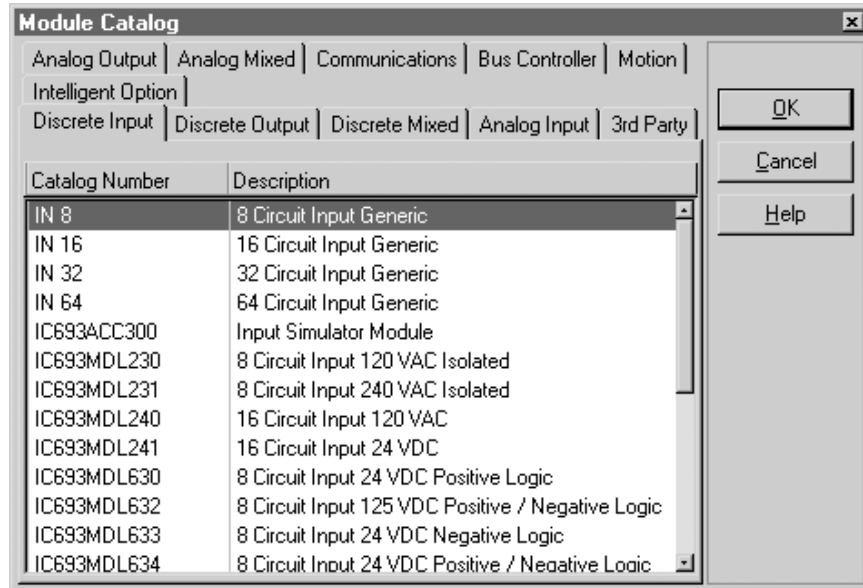 Module Catalog
Analog Output Analog Mixed Communications Bus Controller Motion
Intelligent Option
Discrete Input Discrete Output Discrete Mixed Analog Input 3rd Party
Catalog Number Description
IN 8 8 Circuit Input Generic
IN 16 16 Circuit Input Generic
IN 32 32 Circuit Input Generic
IN 64 64 Circuit Input Generic
IC693ACC300 Input Simulator Module
IC693MDL230 8 Circuit Input 120 VAC Isolated
IC693MDL231 8 Circuit Input 240 VAC Isolated
IC693MDL240 16 Circuit Input 120 VAC
IC693MDL241 16 Circuit Input 24 VDC
IC693MDL630 8 Circuit Input 24 VDC Positive Logic
IC693MDL632 8 Circuit Input 125 VDC Positive / Negative Logic
IC693MDL633 8 Circuit Input 24 VDC Negative Logic
IC693MDL634 8 Circuit Input 24 VDC Positive / Negative Logic
OK
Cancel
Help